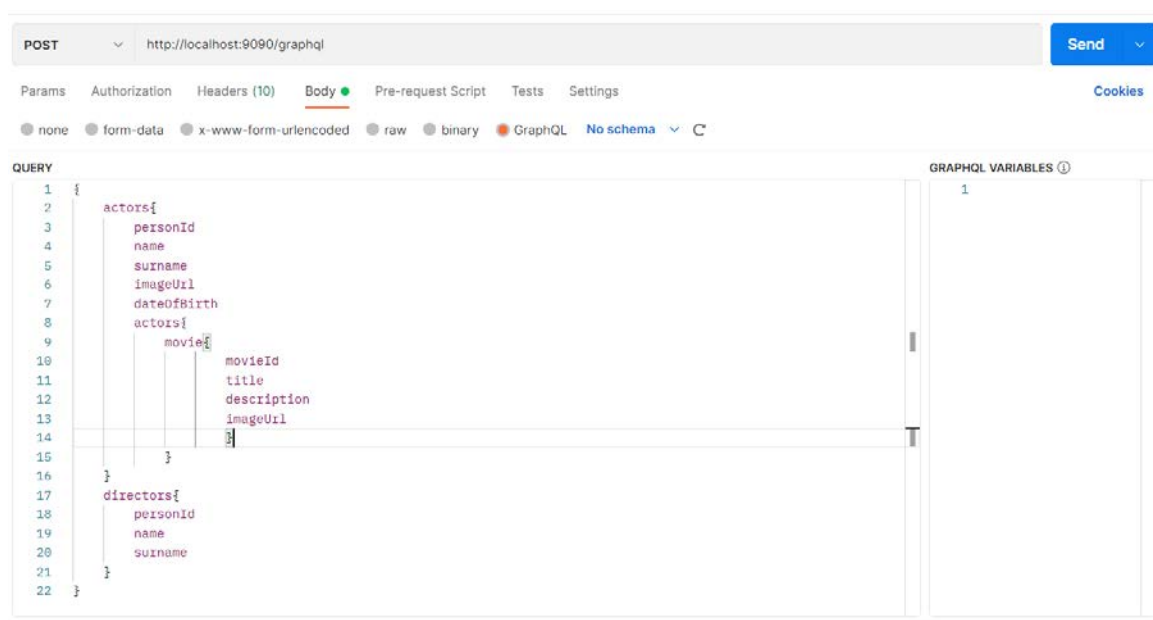 POST http://localhost:9090/graphql Send
Params Authorization Headers (10) Body Pre-request Script Tests Settings Cookies
none form-data x-www-form-urlencoded raw binary GraphQL No schema
QUERY GRAPHQL VARIABLES
1 { 1
2 actors{
3 personId
4 name
5 surname
6 imageUrl
7 dateOfBirth
8 actors{
9 movie{
10 movieId
11 title
12 description
13 imageUrl
14 }
15 }
16 }
17 directors{
18 personId
19 name
20 surname
21 }
22 }